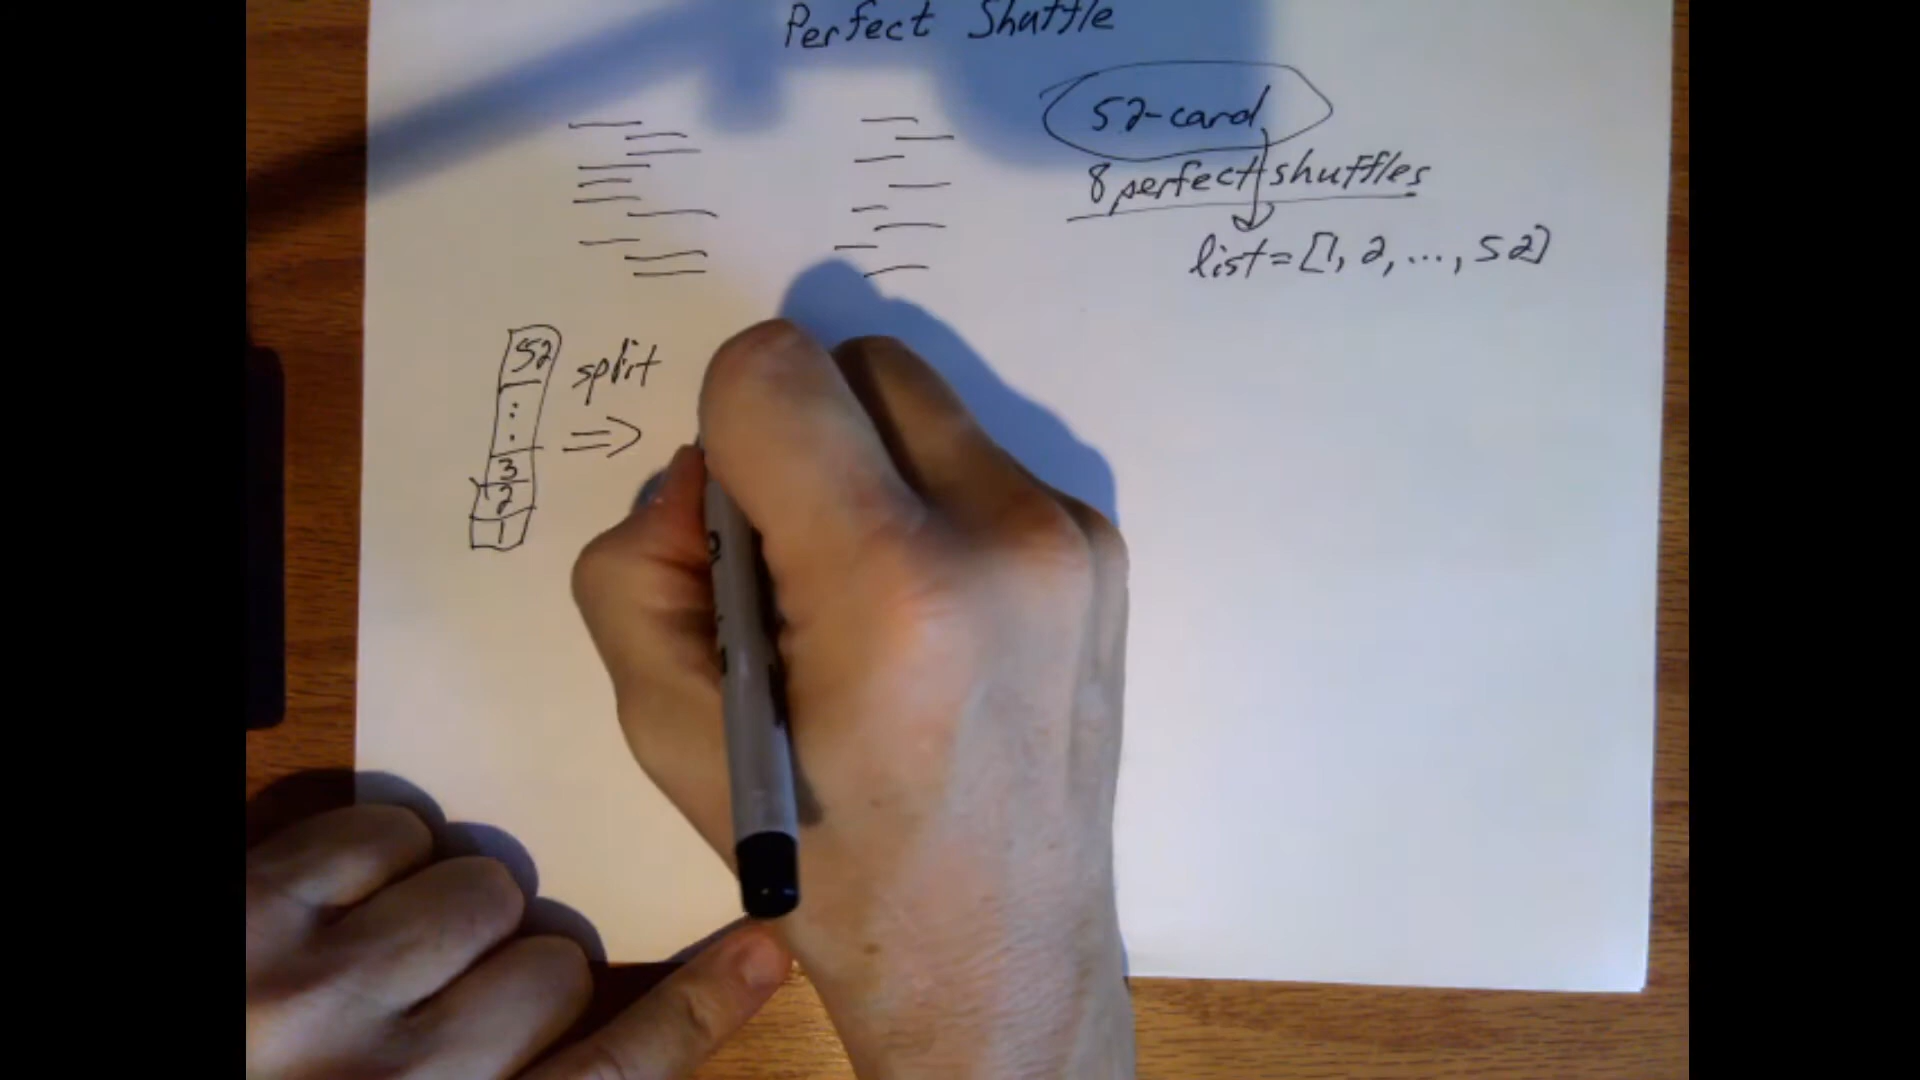 Perfect Shuffle
52-card
8 perfect shuffles
list=[1, 2, ..., 52]
52
split
⋮
⇒
3
2
1